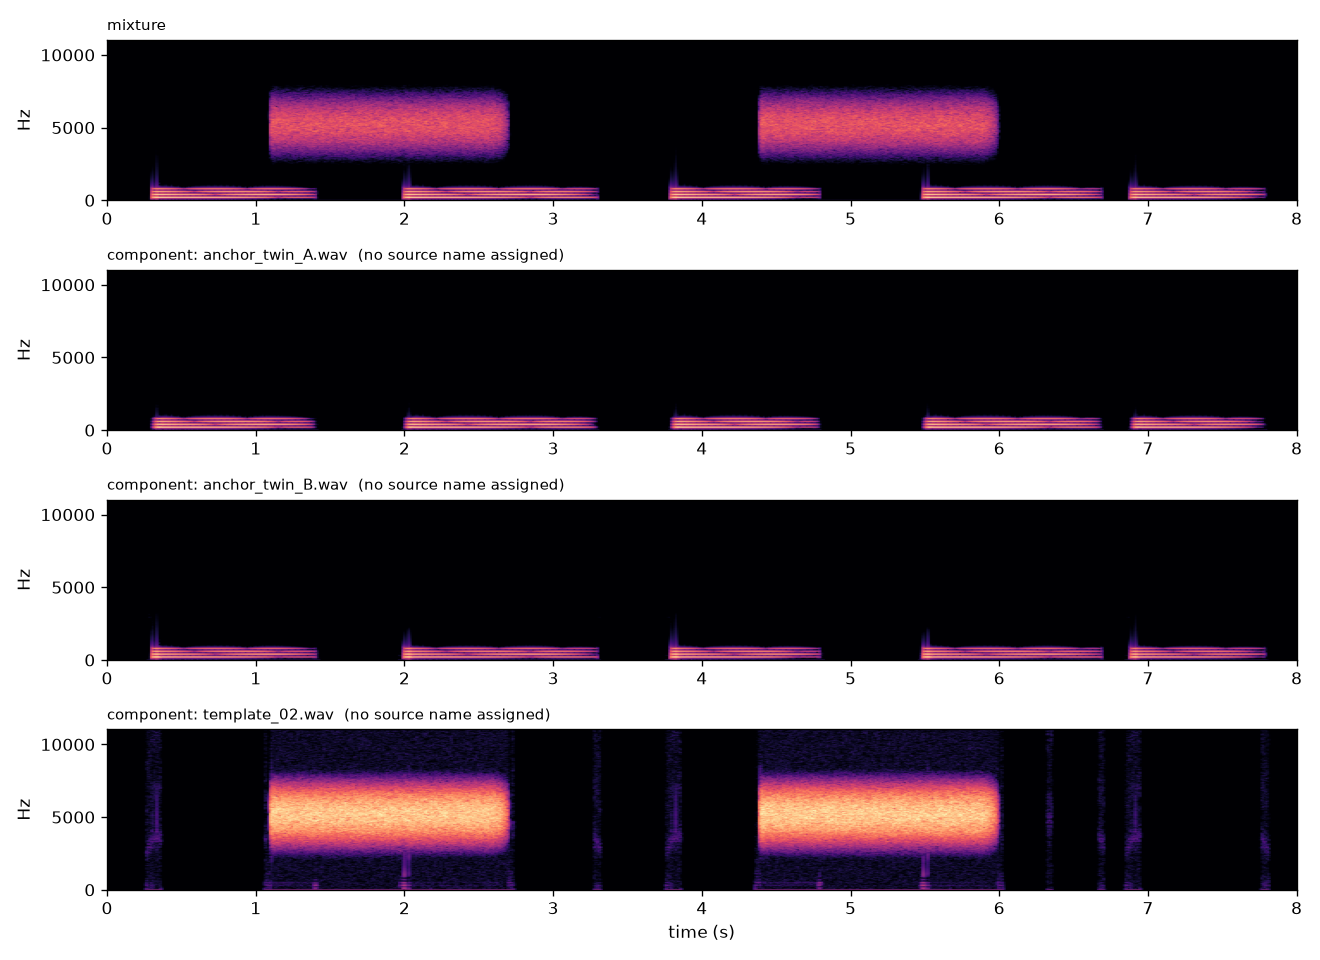 mixture
10000
5000
0
Hz
0 1 2 3 4 5 6 7 8
component: anchor_twin_A.wav (no source name assigned)
10000
5000
0
Hz
0 1 2 3 4 5 6 7 8
component: anchor_twin_B.wav (no source name assigned)
10000
5000
0
Hz
0 1 2 3 4 5 6 7 8
component: template_02.wav (no source name assigned)
10000
5000
0
Hz
0 1 2 3 4 5 6 7 8
time (s)